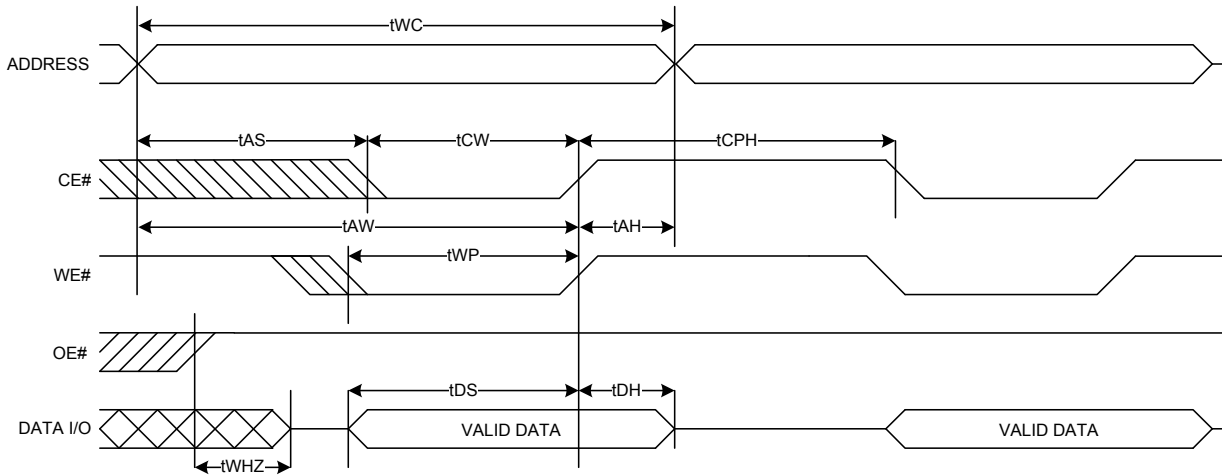 tWC
ADDRESS
tAS
tCW
tCPH
CE#
tAW
tAH
tWP
WE#
OE#
tDS
tDH
DATA I/O
VALID DATA
VALID DATA
tWHZ